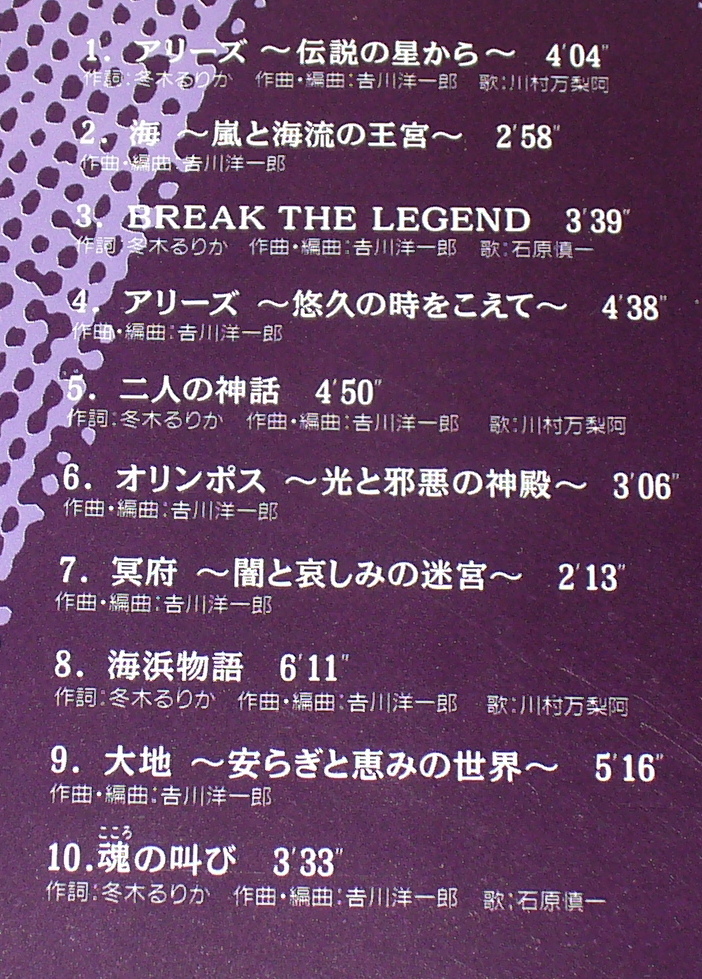 1. アリーズ ～伝説の星から～ 4′04″
作詞:冬木るりか 作曲・編曲:𠮷川洋一郎 歌:川村万梨阿
2. 海 ～嵐と海流の王宮～ 2′58″
作曲・編曲:𠮷川洋一郎
3. BREAK THE LEGEND 3′39″
作詞:冬木るりか 作曲・編曲:𠮷川洋一郎 歌:石原慎一
4. アリーズ ～悠久の時をこえて～ 4′38″
作曲・編曲:𠮷川洋一郎
5. 二人の神話 4′50″
作詞:冬木るりか 作曲・編曲:𠮷川洋一郎 歌:川村万梨阿
6. オリンポス ～光と邪悪の神殿～ 3′06″
作曲・編曲:𠮷川洋一郎
7. 冥府 ～闇と哀しみの迷宮～ 2′13″
作曲・編曲:𠮷川洋一郎
8. 海浜物語 6′11″
作詞:冬木るりか 作曲・編曲:𠮷川洋一郎 歌:川村万梨阿
9. 大地 ～安らぎと恵みの世界～ 5′16″
作曲・編曲:𠮷川洋一郎
こころ
10.魂の叫び 3′33″
作詞:冬木るりか 作曲・編曲:𠮷川洋一郎 歌:石原慎一